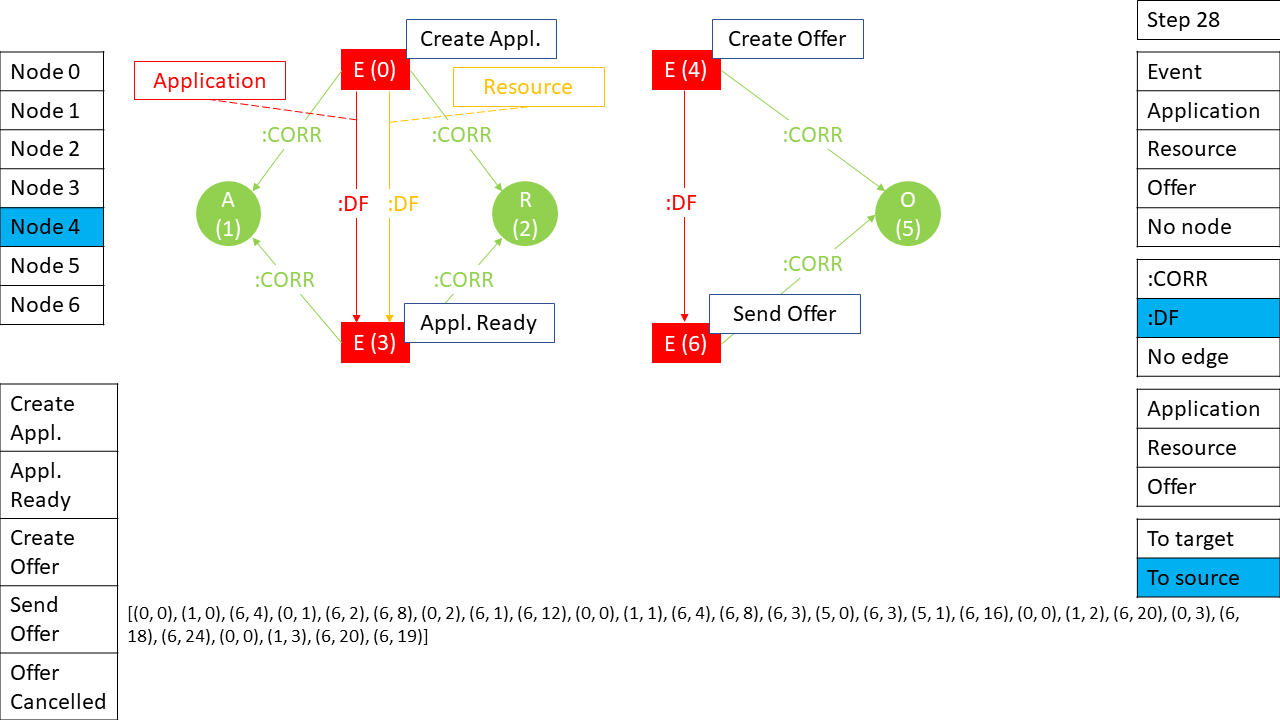 Step 28
Create Appl.
Create Offer
Node 0
Node 1
Node 2
Node 3
Node 4
Node 5
Node 6
Application
Resource
E (0)
E (4)
:CORR
:CORR
:CORR
A
(1)
:DF
:DF
R
(2)
:DF
O
(5)
:CORR
:CORR
:CORR
Appl. Ready
Send Offer
E (3)
E (6)
Event
Application
Resource
Offer
No node
:CORR
:DF
No edge
Application
Resource
Offer
To target
To source
Create
Appl.
Appl.
Ready
Create
Offer
Send
Offer
Offer
Cancelled
[(0, 0), (1, 0), (6, 4), (0, 1), (6, 2), (6, 8), (0, 2), (6, 1), (6, 12), (0, 0), (1, 1), (6, 4), (6, 8), (6, 3), (5, 0), (6, 3), (5, 1), (6, 16), (0, 0), (1, 2), (6, 20), (0, 3), (6,
18), (6, 24), (0, 0), (1, 3), (6, 20), (6, 19)]